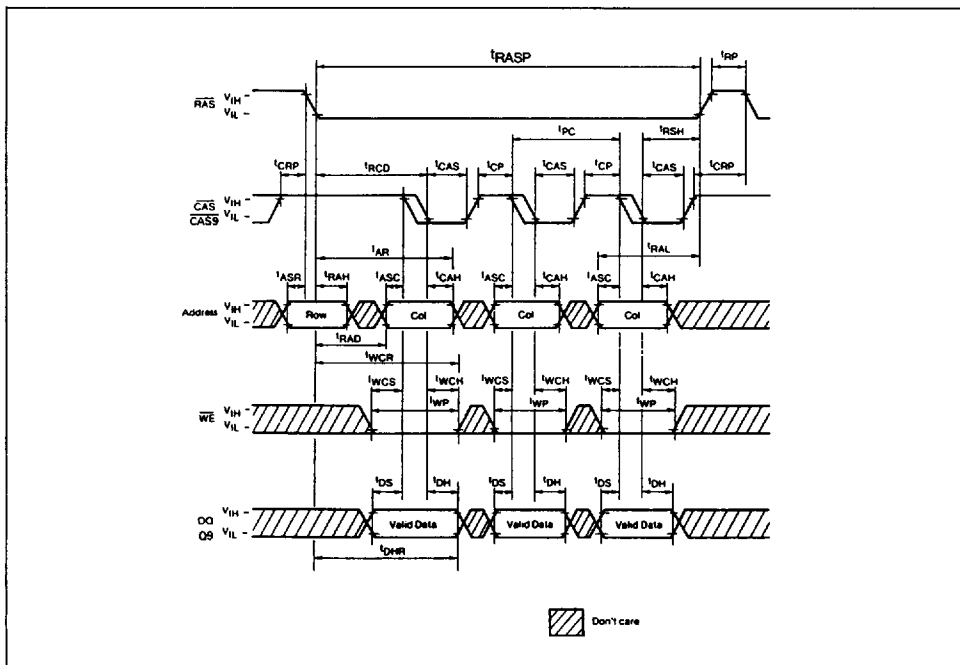 tRASP
tRP
RAS VIH
VIL
tPC
tRSH
tCRP tRCD tCAS tCP tCAS tCP tCAS tCRP
CAS VIH
CAS9 VIL
tAR
tRAL
tASR tRAH tASC tCAH tASC tCAH tASC tCAH
Address VIH
VIL
Row Col Col Col
tRAD
tWCR
tWCS tWCH tWCS tWCH tWCS tWCH
tWP tWP tWP
WE VIH
VIL
tDS tDH tDS tDH tDS tDH
DQ VIH
Q9 VIL
Valid Data Valid Data Valid Data
tDHR
Don't care